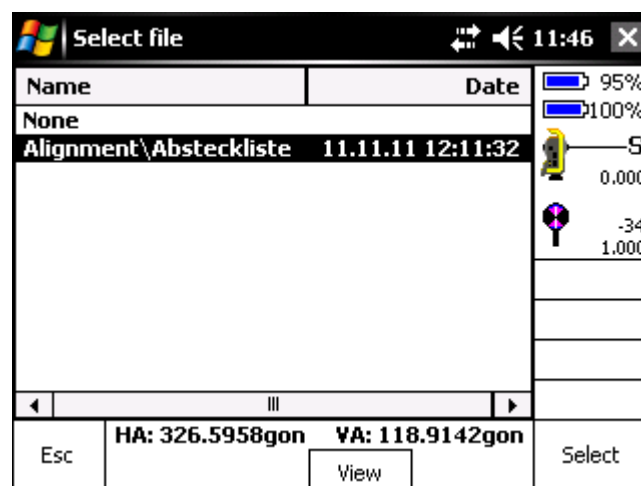 Select file 11:46
Name Date
None
Alignment\Absteckliste 11.11.11 12:11:32
95%
100%
S
0.000
-34
1.000
HA: 326.5958gon VA: 118.9142gon
Esc View Select